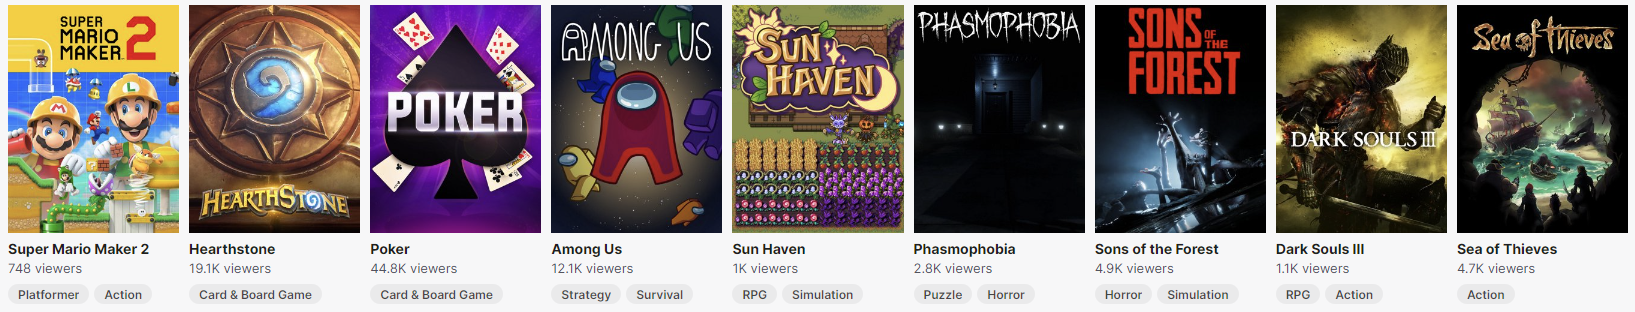 SUPER
MARIO
MAKER 2
HEARTHSTONE
POKER
AMONG US
SUN
HAVEN
PHASMOPHOBIA
SONS OF THE
FOREST
DARK SOULS III
Sea of Thieves
Super Mario Maker 2
748 viewers
Platformer Action
Hearthstone
19.1K viewers
Card & Board Game
Poker
44.8K viewers
Card & Board Game
Among Us
12.1K viewers
Strategy Survival
Sun Haven
1K viewers
RPG Simulation
Phasmophobia
2.8K viewers
Puzzle Horror
Sons of the Forest
4.9K viewers
Horror Simulation
Dark Souls III
1.1K viewers
RPG Action
Sea of Thieves
4.7K viewers
Action